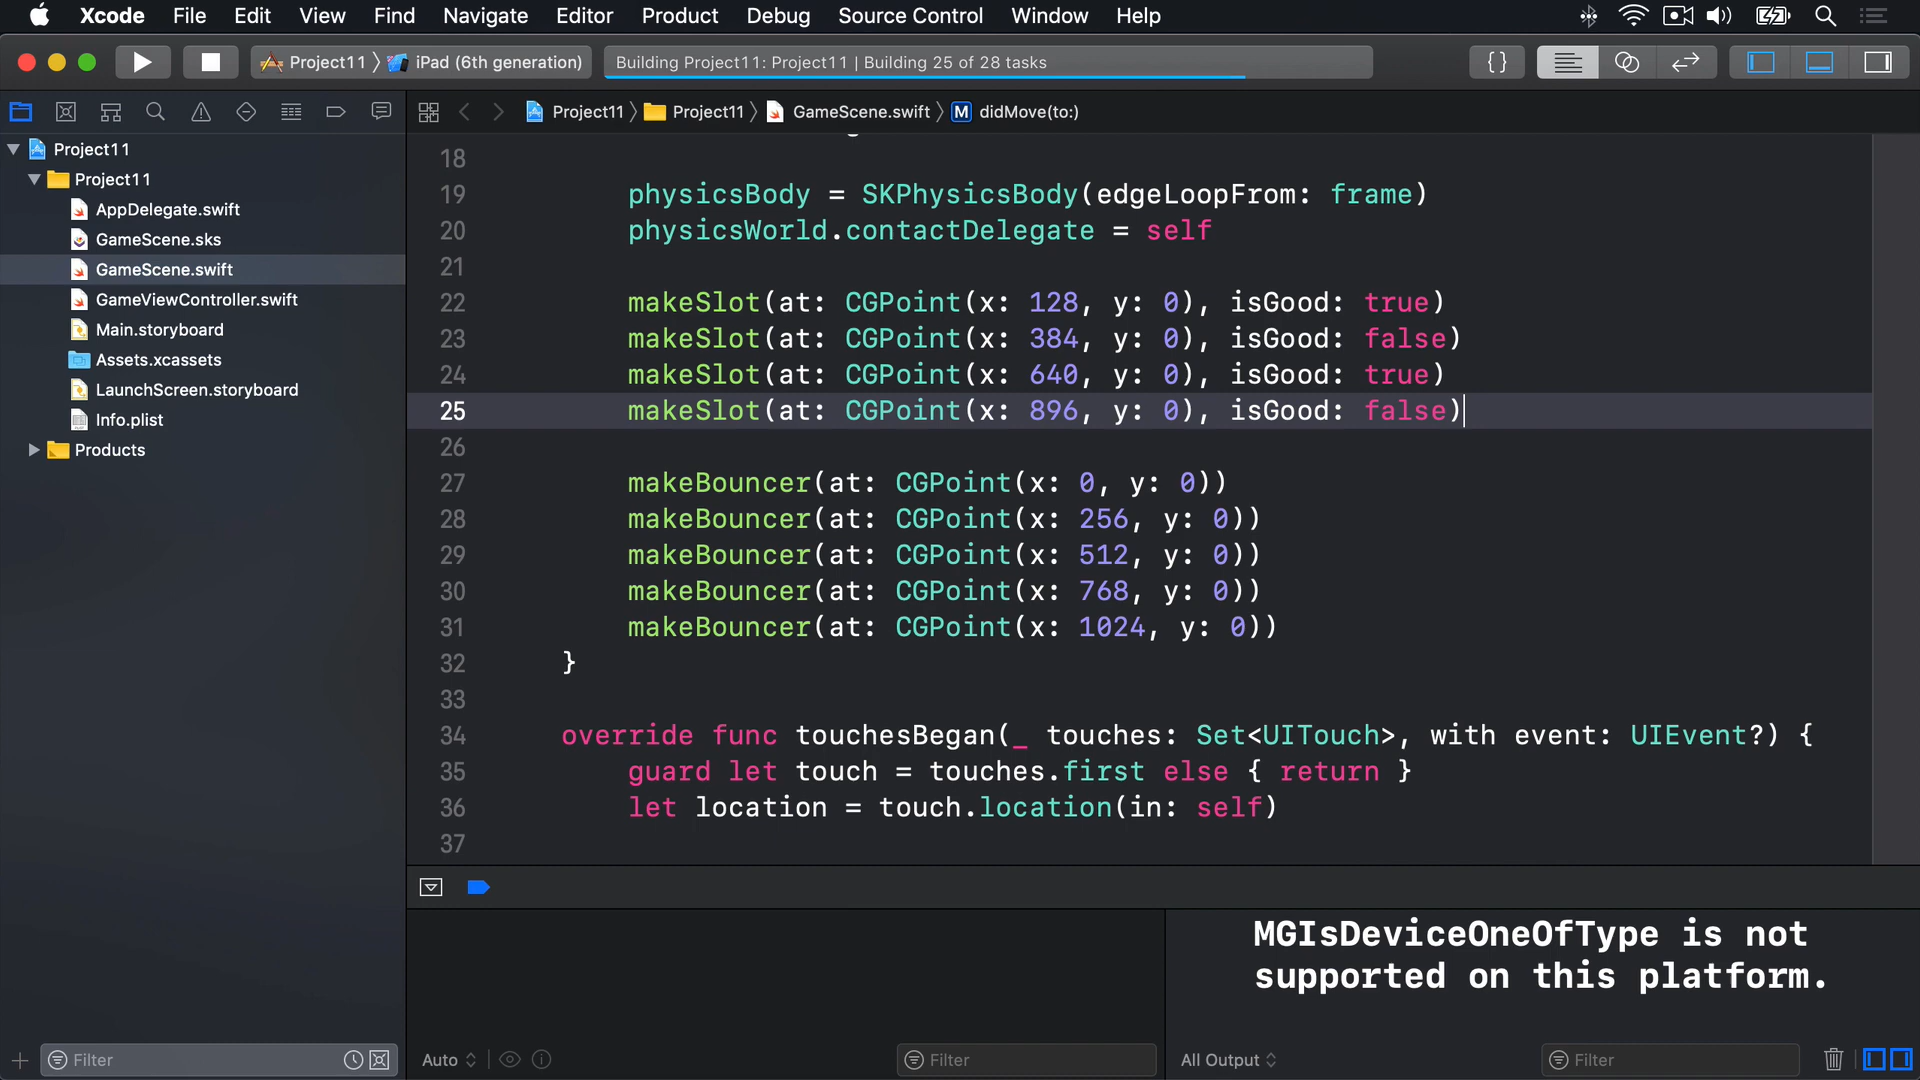 Xcode File Edit View Find Navigate Editor Product Debug Source Control Window Help
Project11 iPad (6th generation) Building Project11: Project11 | Building 25 of 28 tasks {}
Project11 Project11 GameScene.swift M didMove(to:)
Project11
Project11
AppDelegate.swift
GameScene.sks
GameScene.swift
GameViewController.swift
Main.storyboard
Assets.xcassets
LaunchScreen.storyboard
Info.plist
Products
18
19 physicsBody = SKPhysicsBody(edgeLoopFrom: frame)
20 physicsWorld.contactDelegate = self
21
22 makeSlot(at: CGPoint(x: 128, y: 0), isGood: true)
23 makeSlot(at: CGPoint(x: 384, y: 0), isGood: false)
24 makeSlot(at: CGPoint(x: 640, y: 0), isGood: true)
25 makeSlot(at: CGPoint(x: 896, y: 0), isGood: false)
26
27 makeBouncer(at: CGPoint(x: 0, y: 0))
28 makeBouncer(at: CGPoint(x: 256, y: 0))
29 makeBouncer(at: CGPoint(x: 512, y: 0))
30 makeBouncer(at: CGPoint(x: 768, y: 0))
31 makeBouncer(at: CGPoint(x: 1024, y: 0))
32 }
33
34 override func touchesBegan(_ touches: Set<UITouch>, with event: UIEvent?) {
35 guard let touch = touches.first else { return }
36 let location = touch.location(in: self)
37
MGIsDeviceOneOfType is not
supported on this platform.
Filter Auto Filter All Output Filter